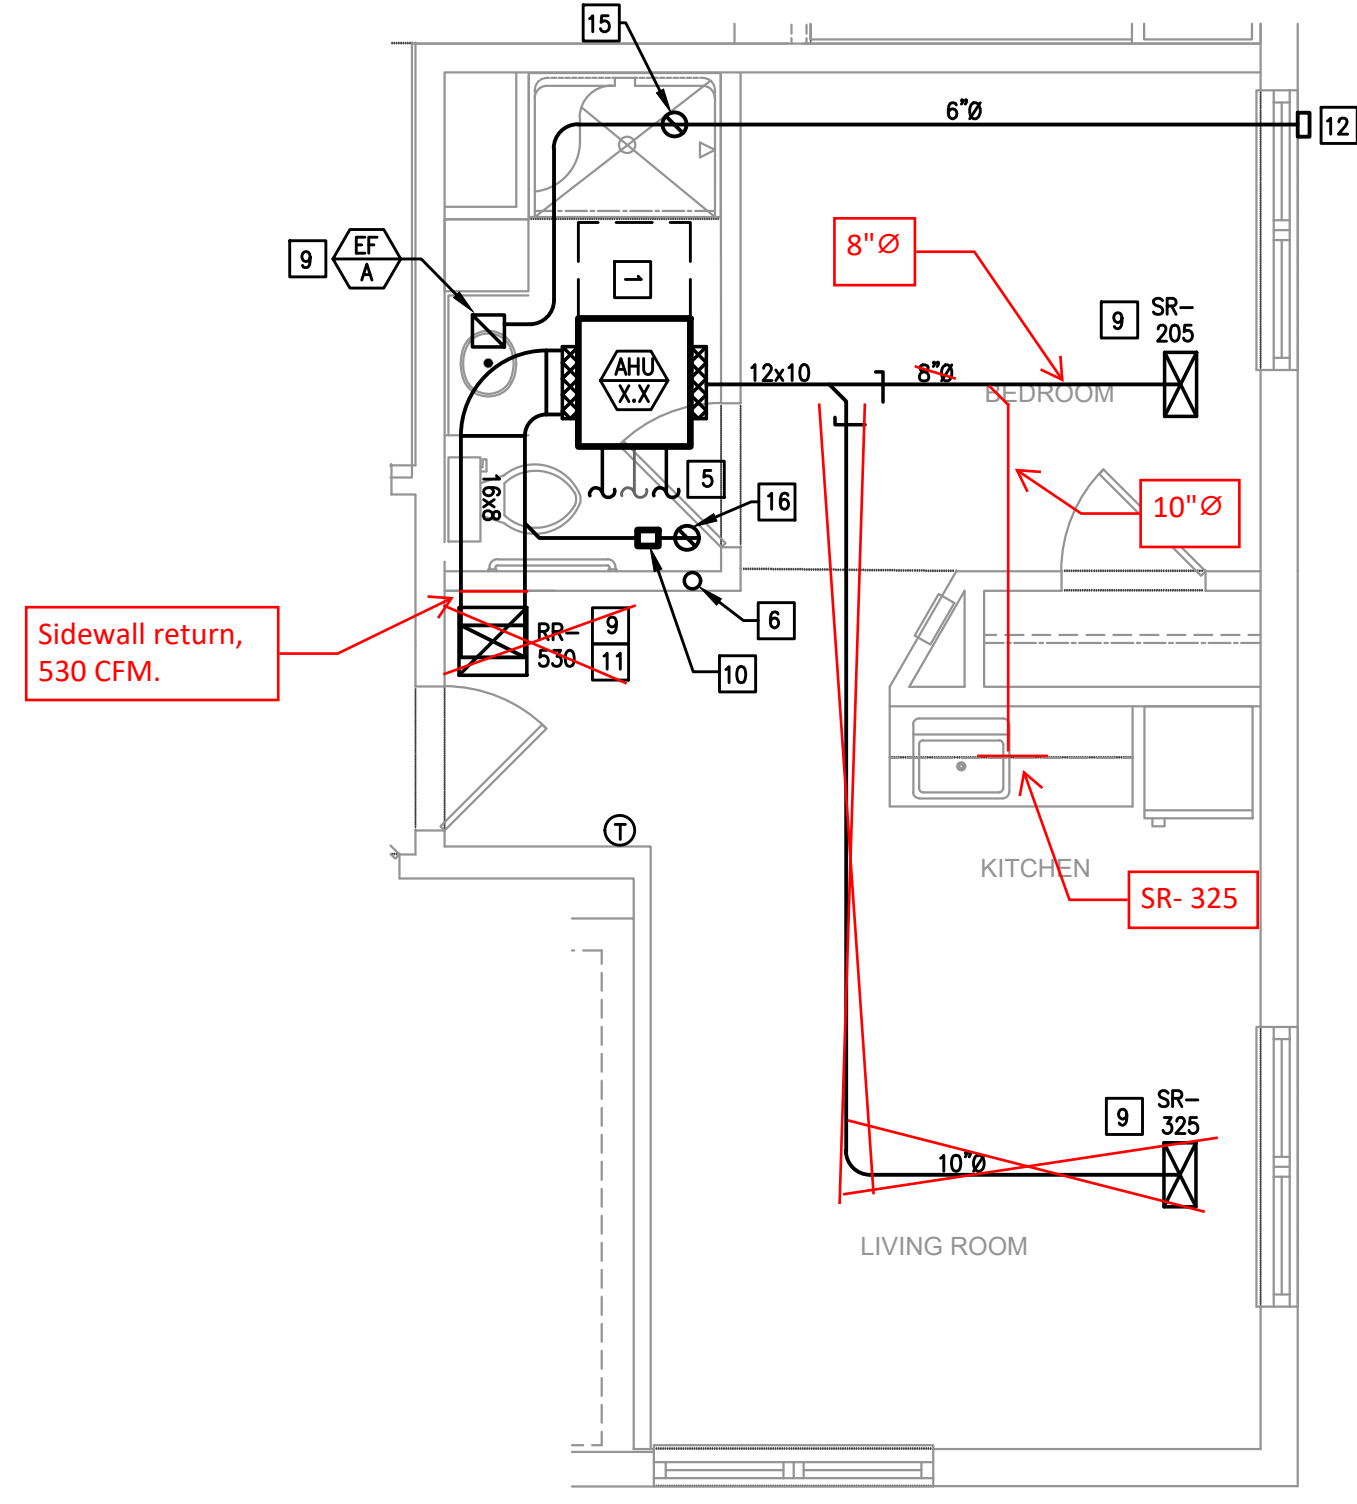 15
6"Ø
12
8"Ø
9
EF
A
1
9
SR-
205
AHU
X.X
12x10
8"Ø
BEDROOM
16x8
5
16
10"Ø
Sidewall return,
530 CFM.
RR-
530
9
11
6
10
T
KITCHEN
SR- 325
9
SR-
325
10"Ø
LIVING ROOM